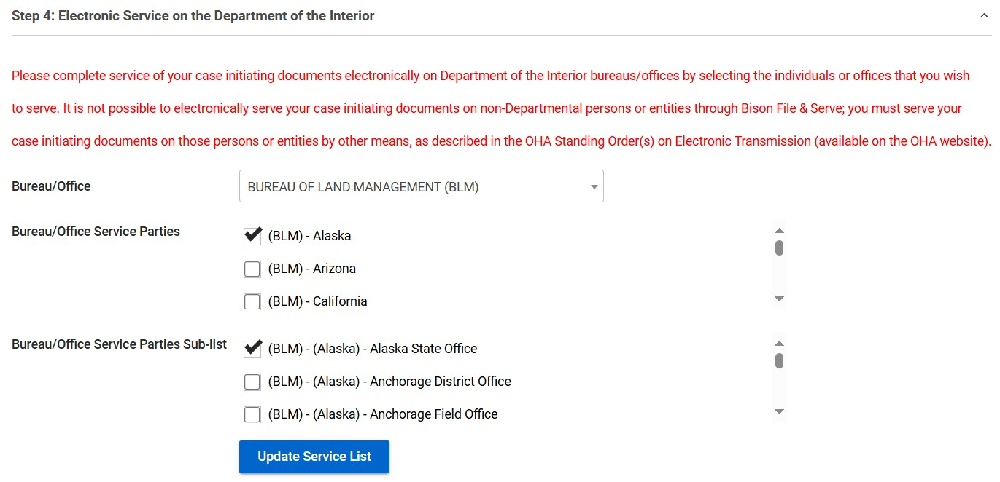 Step 4: Electronic Service on the Department of the Interior
Please complete service of your case initiating documents electronically on Department of the Interior bureaus/offices by selecting the individuals or offices that you wish
to serve. It is not possible to electronically serve your case initiating documents on non-Departmental persons or entities through Bison File & Serve; you must serve your
case initiating documents on those persons or entities by other means, as described in the OHA Standing Order(s) on Electronic Transmission (available on the OHA website).
Bureau/Office
BUREAU OF LAND MANAGEMENT (BLM)
Bureau/Office Service Parties
(BLM) - Alaska
(BLM) - Arizona
(BLM) - California
Bureau/Office Service Parties Sub-list
(BLM) - (Alaska) - Alaska State Office
(BLM) - (Alaska) - Anchorage District Office
(BLM) - (Alaska) - Anchorage Field Office
Update Service List